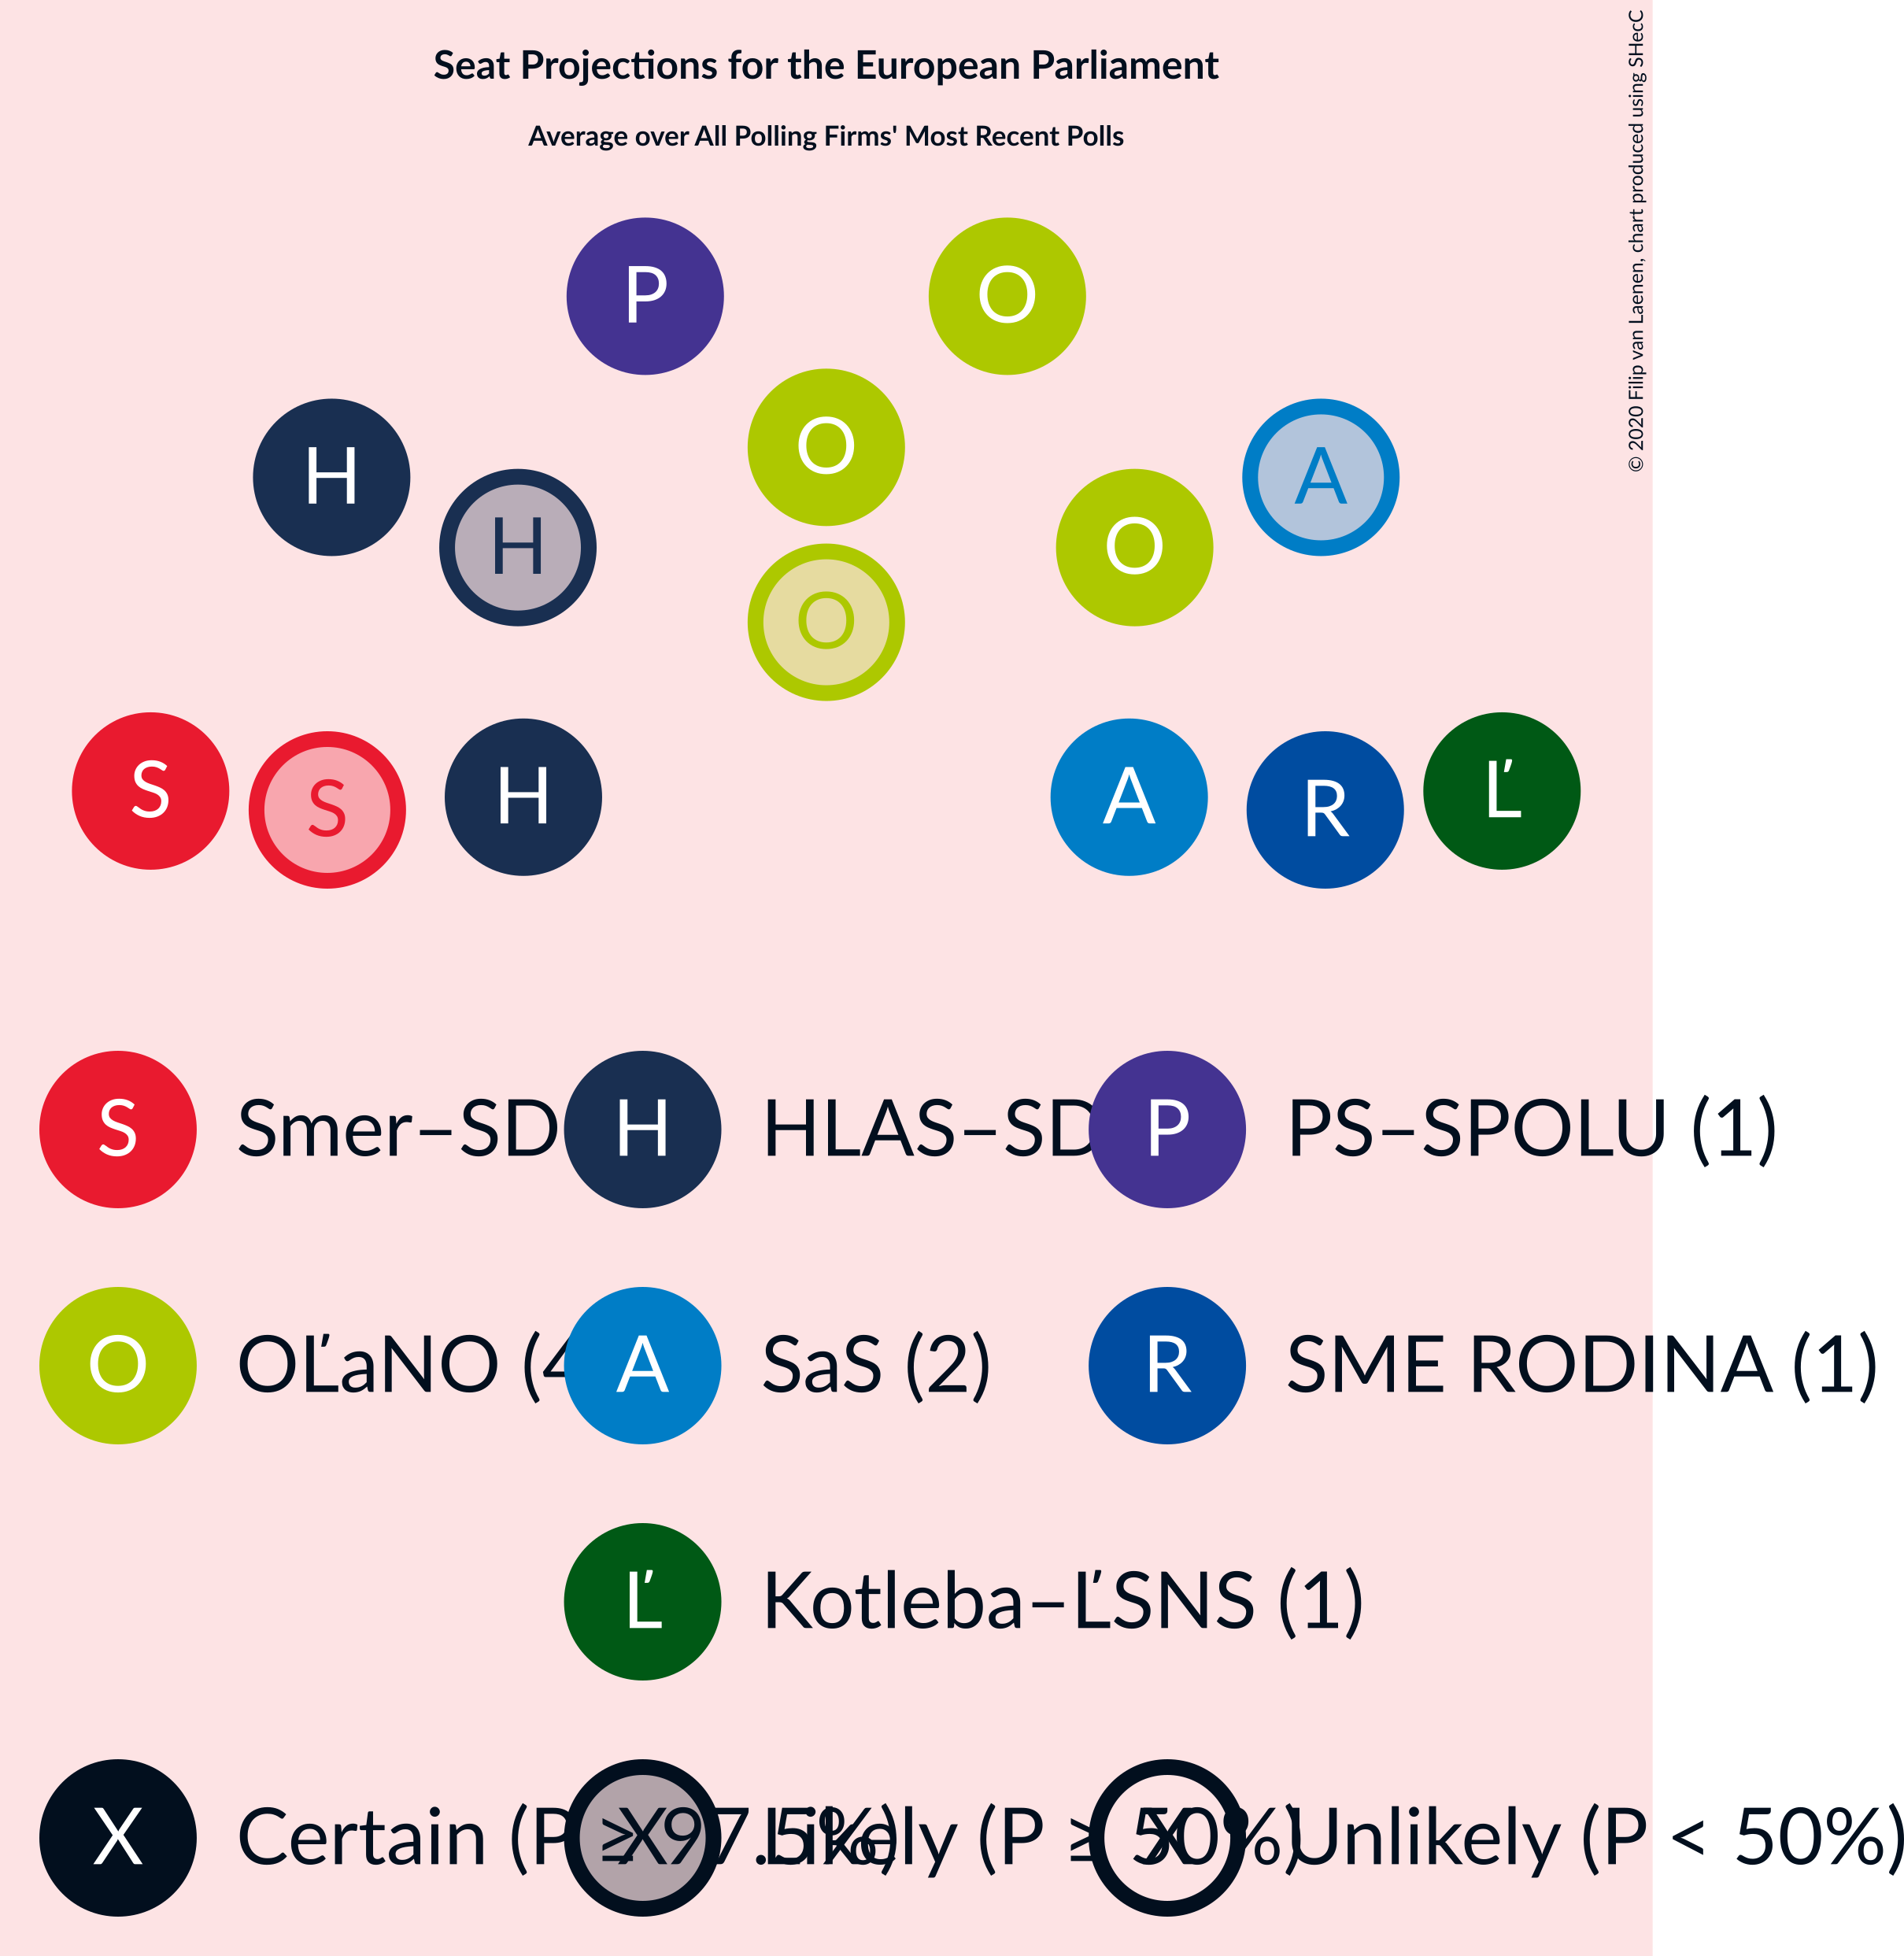 Seat Projections for the European Parliament
Average over All Polling Firms' Most Recent Polls
© 2020 Filip van Laenen, chart produced using SHecC
P O
O
H A
H O
O
S H A Ľ
S R
S Smer–SD H HLAS–SD P PS–SPOLU (1)
O OĽaNO (4 A SaS (2) R SME RODINA (1)
Ľ Kotleba–ĽSNS (1)
X Certain (P ≥ 97.5%) X Likely (P ≥ 50%) X Unlikely (P < 50%)